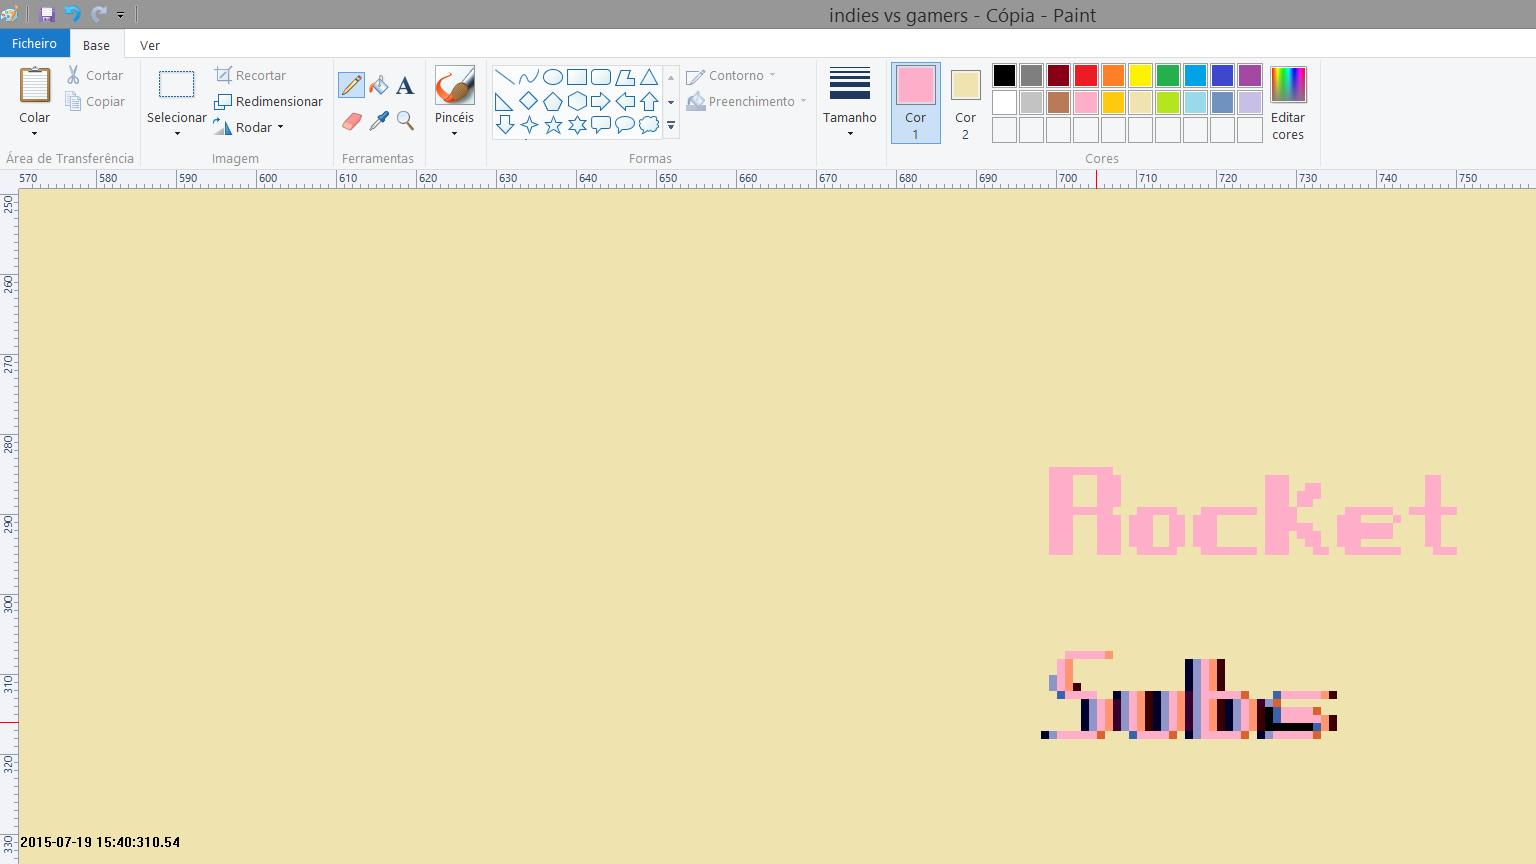 indies vs gamers - Cópia - Paint
Ficheiro Base Ver
Colar
Cortar
Copiar
Área de Transferência
Selecionar
Recortar
Redimensionar
Rodar
Imagem
Ferramentas
Pincéis
Formas
Contorno
Preenchimento
Tamanho
Cor 1
Cor 2
Editar cores
Cores
570 580 590 600 610 620 630 640 650 660 670 680 690 700 710 720 730 740 750
250
260
270
280
290
300
310
320
330
Rocket
Subs
2015-07-19 15:40:310.54